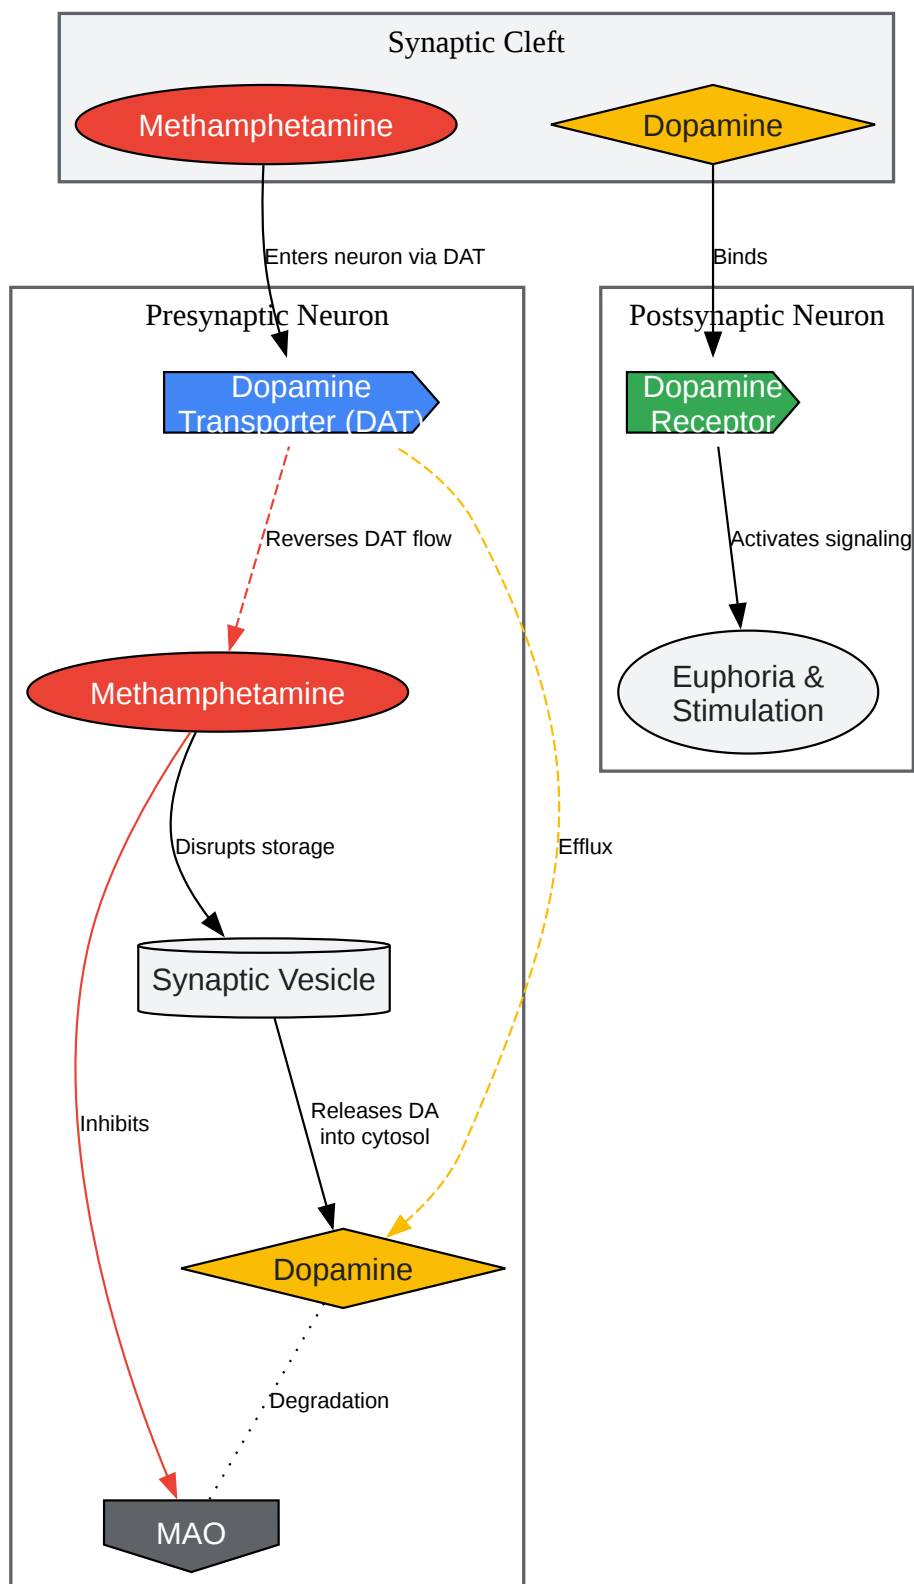 Synaptic Cleft
Methamphetamine
Dopamine
Enters neuron via DAT
Binds
Presynaptic Neuron
Postsynaptic Neuron
Dopamine
Transporter (DAT)
Dopamine
Receptor
Reverses DAT flow
Activates signaling
Methamphetamine
Euphoria &
Stimulation
Disrupts storage
Efflux
Synaptic Vesicle
Inhibits
Releases DA
into cytosol
Dopamine
Degradation
MAO